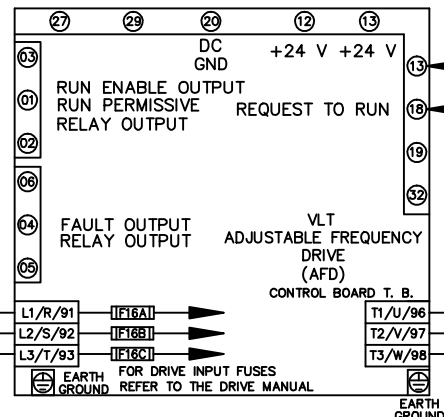 27 29 20 12 13
DC
GND
+24 V +24 V
03
01
02
RUN ENABLE OUTPUT
RUN PERMISSIVE
RELAY OUTPUT
REQUEST TO RUN
13
18
19
32
06
04
05
FAULT OUTPUT
RELAY OUTPUT
VLT
ADJUSTABLE FREQUENCY
DRIVE
(AFD)
CONTROL BOARD T. B.
L1/R/91 F16A T1/U/96
L2/S/92 F16B T2/V/97
L3/T/93 F16C T3/W/98
EARTH
GROUND
FOR DRIVE INPUT FUSES
REFER TO THE DRIVE MANUAL
EARTH
GROUND